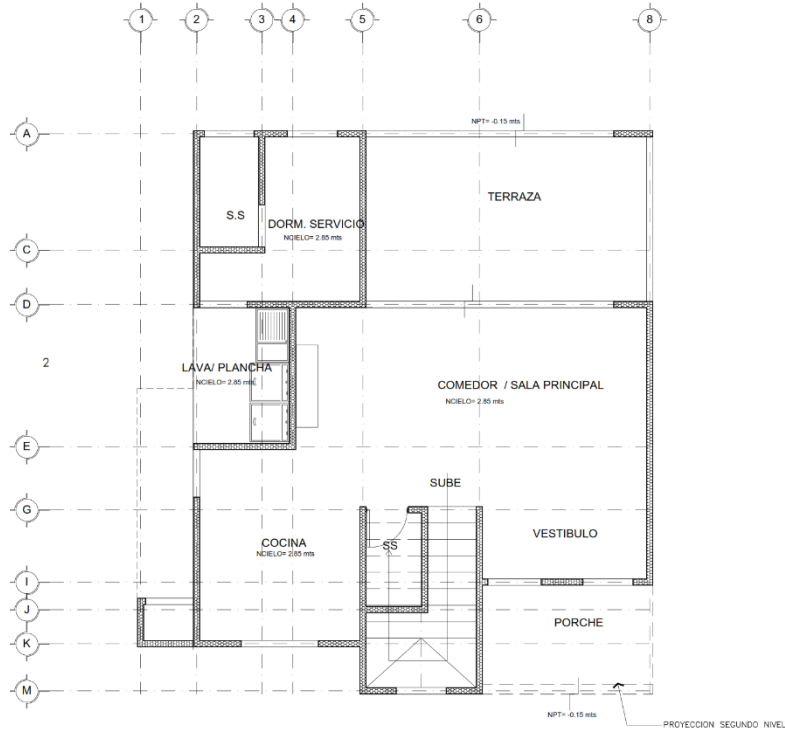 1 2 3 4 5 6 8
A
NPT= -0.15 mts
TERRAZA
S.S
DORM. SERVICIO
NCIELO= 2.85 mts
C
D
2
LAVA/ PLANCHA
NCIELO= 2.85 mts
COMEDOR / SALA PRINCIPAL
NCIELO= 2.85 mts
E
SUBE
G
VESTIBULO
COCINA
NCIELO= 2.85 mts
SS
I
J
PORCHE
K
M
NPT= -0.15 mts
PROYECCION SEGUNDO NIVEL